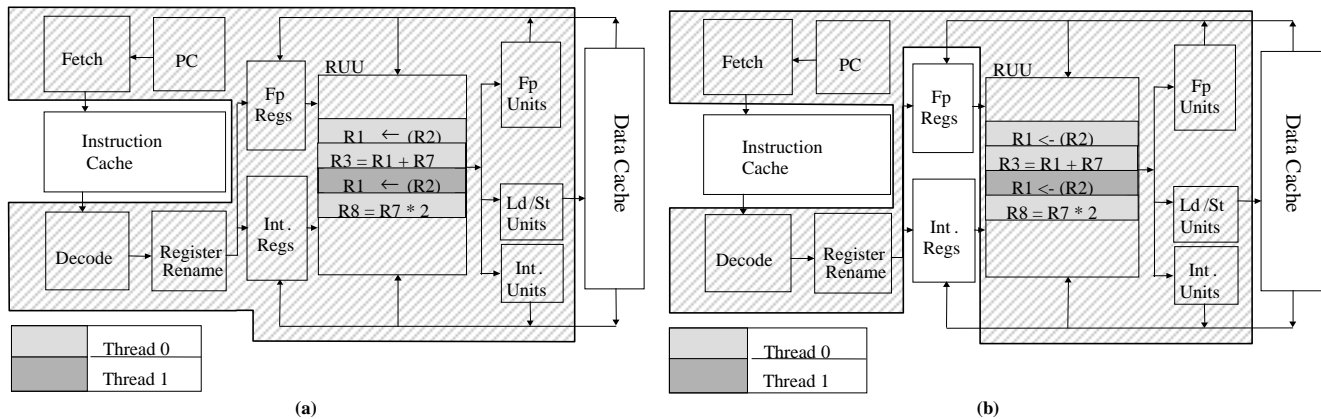 Fetch
PC
Instruction
Cache
Decode
Register
Rename
Fp
Regs
Int .
Regs
RUU
R1 ← (R2)
R3 = R1 + R7
R1 ← (R2)
R8 = R7 * 2
Fp
Units
Ld /St
Units
Int .
Units
Data Cache
Thread 0
Thread 1
(a)
Fetch
PC
Instruction
Cache
Decode
Register
Rename
Fp
Regs
Int .
Regs
RUU
R1 <- (R2)
R3 = R1 + R7
R1 <- (R2)
R8 = R7 * 2
Fp
Units
Ld /St
Units
Int .
Units
Data Cache
Thread 0
Thread 1
(b)